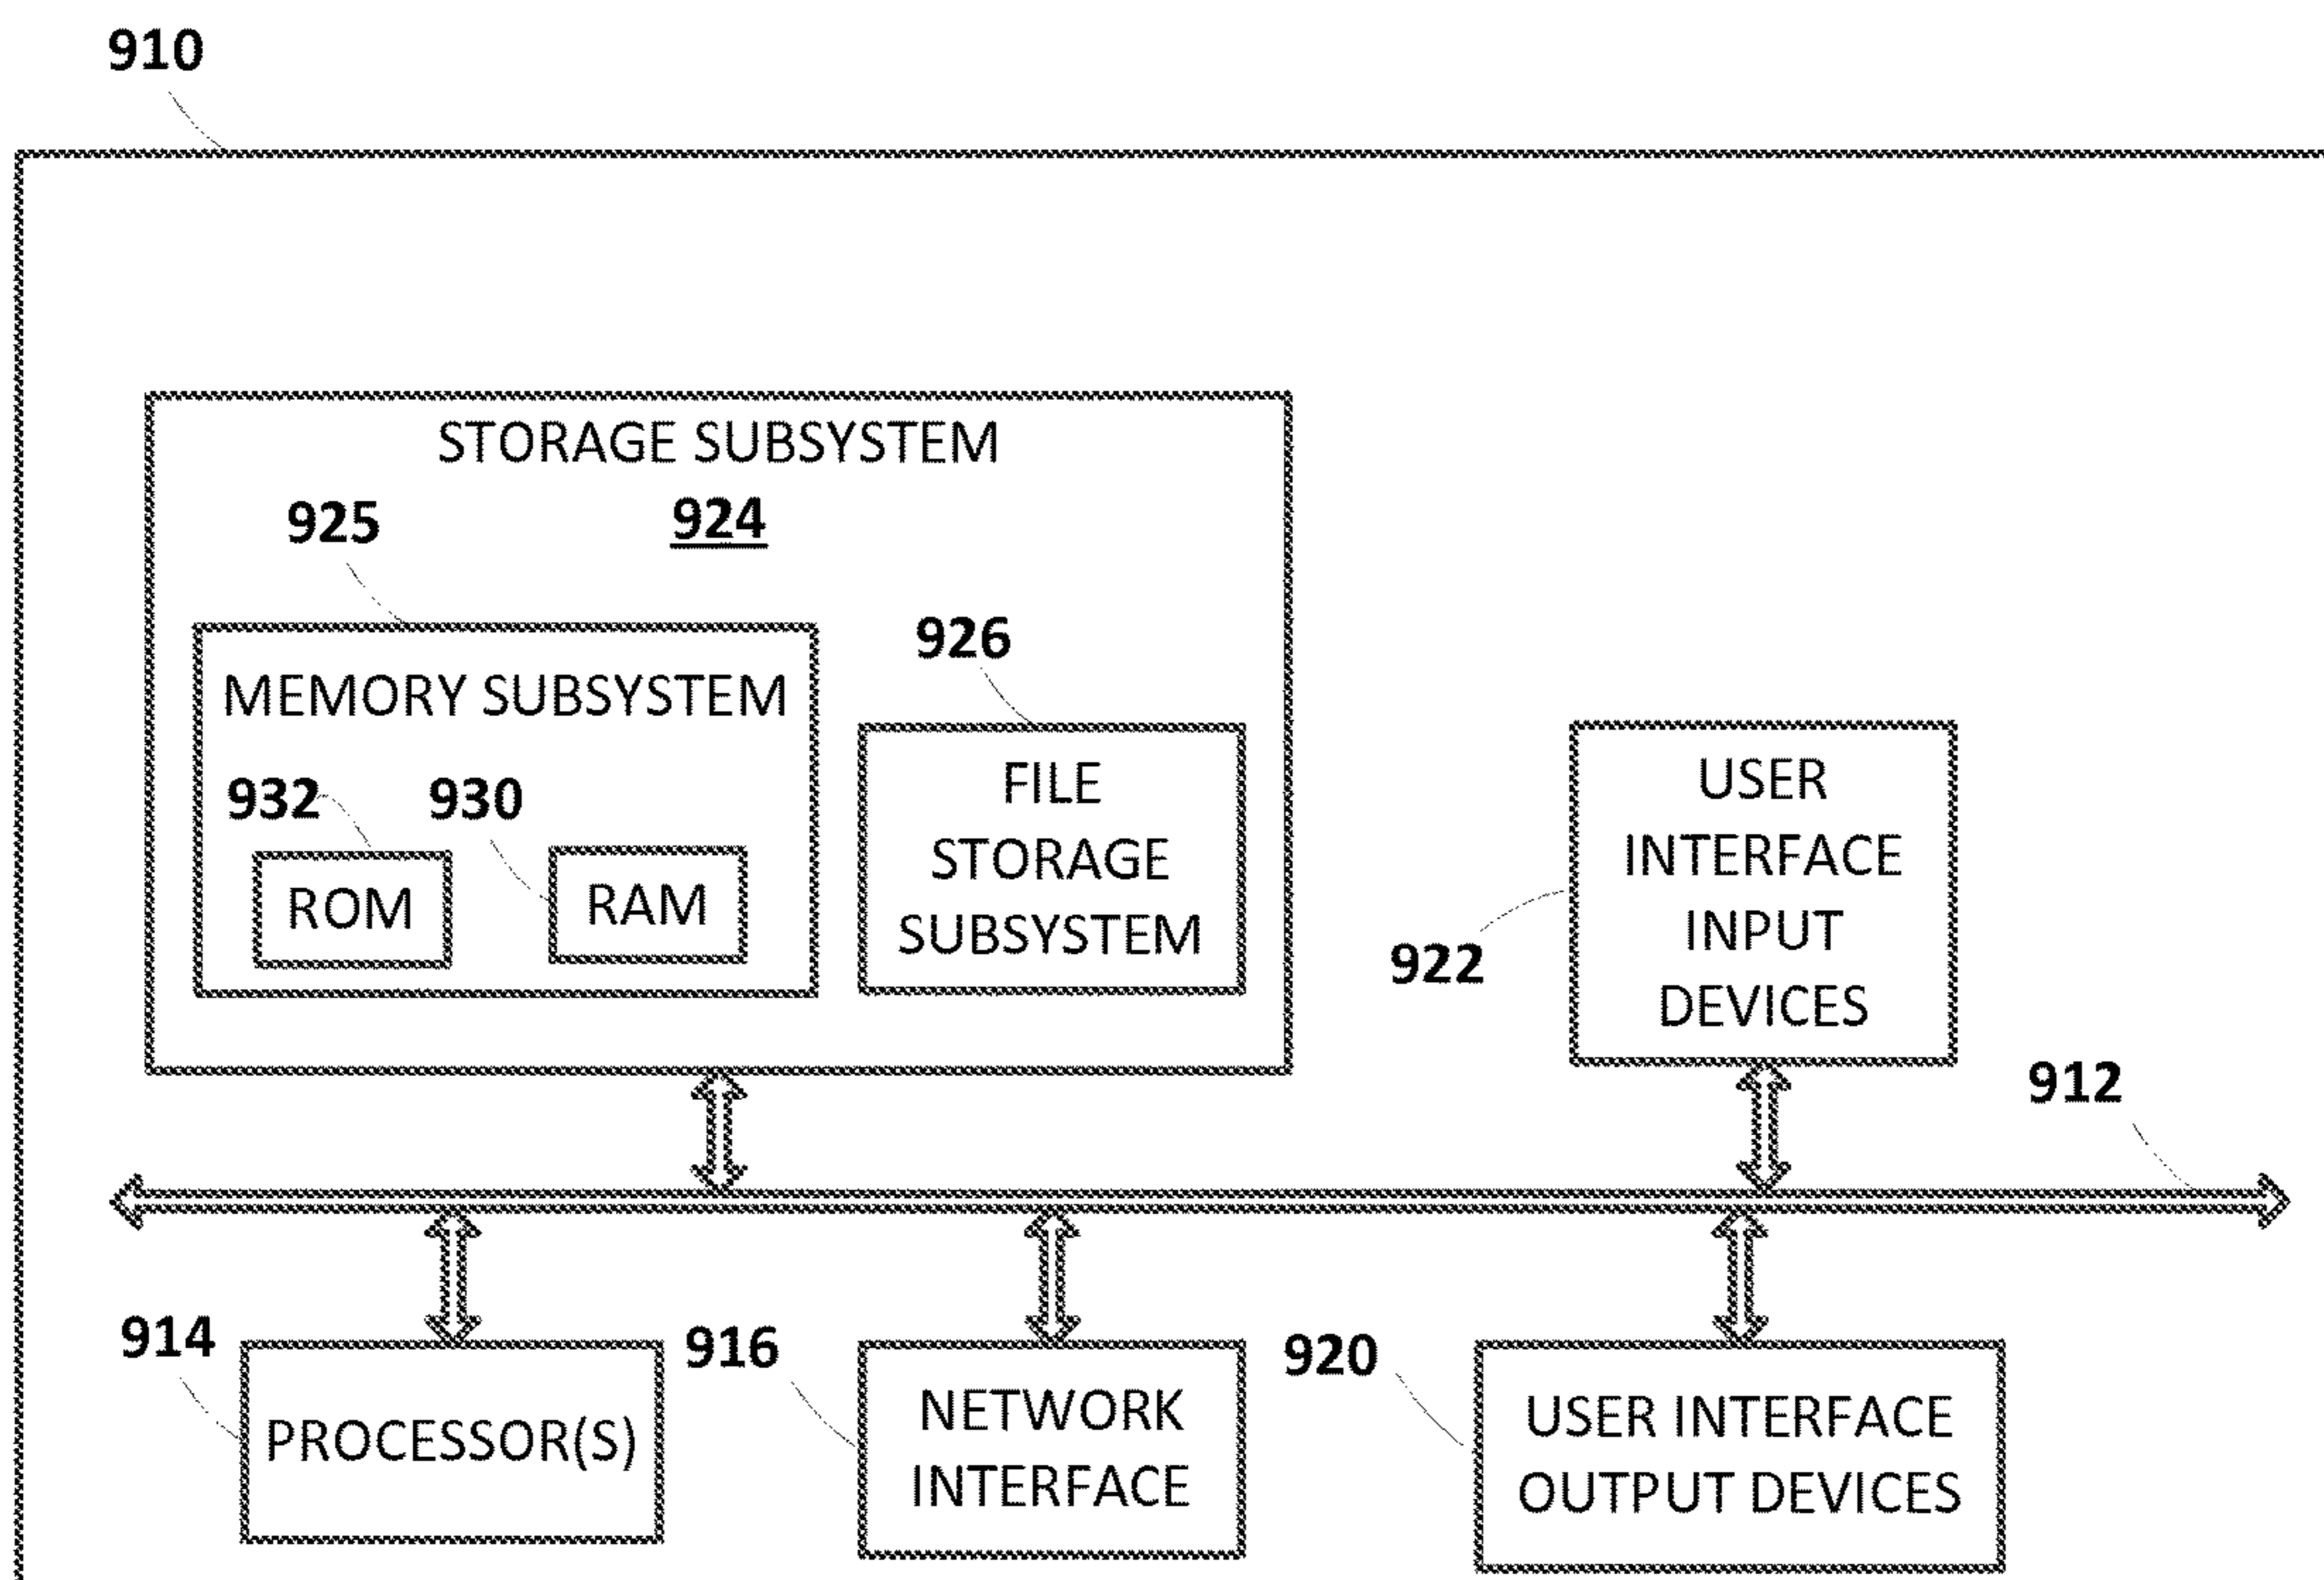 910
STORAGE SUBSYSTEM
924
925
926
MEMORY SUBSYSTEM
932
930
ROM
RAM
FILE
STORAGE
SUBSYSTEM
USER
INTERFACE
INPUT
DEVICES
922
912
914
916
920
PROCESSOR(S)
NETWORK
INTERFACE
USER INTERFACE
OUTPUT DEVICES